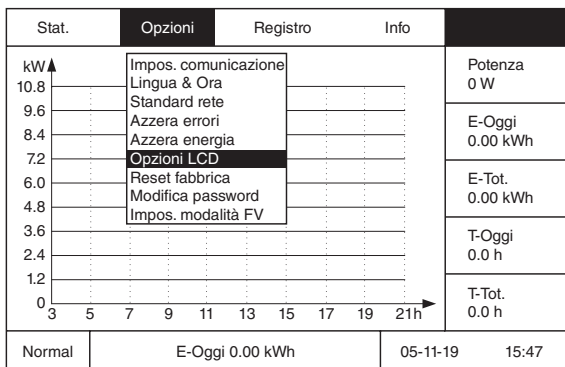 Stat. Opzioni Registro Info
kW
10.8
9.6
8.4
7.2
6.0
4.8
3.6
2.4
1.2
0
3 5 7 9 11 13 15 17 19 21h
Impos. comunicazione
Lingua & Ora
Standard rete
Azzera errori
Azzera energia
Opzioni LCD
Reset fabbrica
Modifica password
Impos. modalità FV
Potenza
0 W
E-Oggi
0.00 kWh
E-Tot.
0.00 kWh
T-Oggi
0.0 h
T-Tot.
0.0 h
Normal E-Oggi 0.00 kWh 05-11-19 15:47